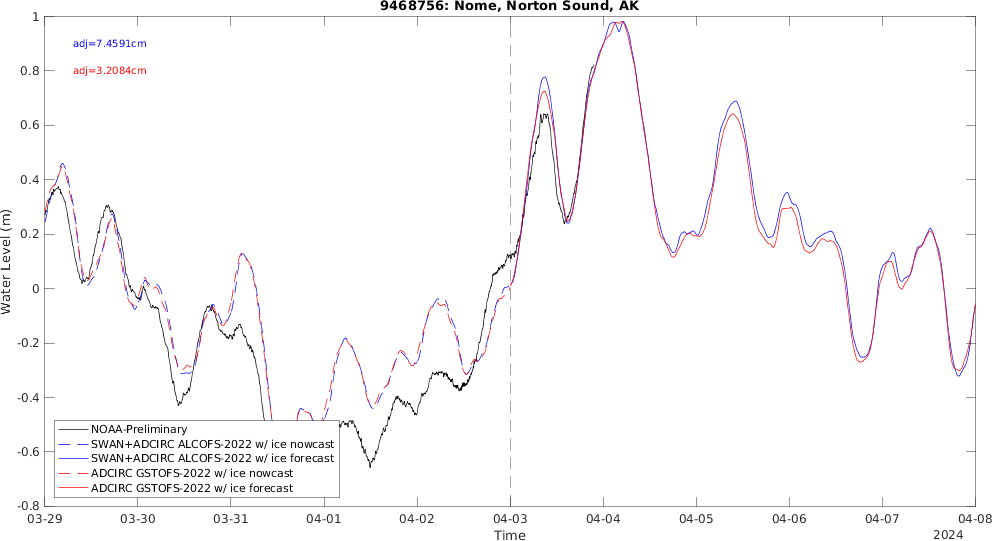 9468756: Nome, Norton Sound, AK
adj=7.4591cm
adj=3.2084cm
Water Level (m)
1
0.8
0.6
0.4
0.2
0
-0.2
-0.4
-0.6
-0.8
NOAA-Preliminary
SWAN+ADCIRC ALCOFS-2022 w/ ice nowcast
SWAN+ADCIRC ALCOFS-2022 w/ ice forecast
ADCIRC GSTOFS-2022 w/ ice nowcast
ADCIRC GSTOFS-2022 w/ ice forecast
03-29 03-30 03-31 04-01 04-02 04-03 04-04 04-05 04-06 04-07 04-08
Time
2024